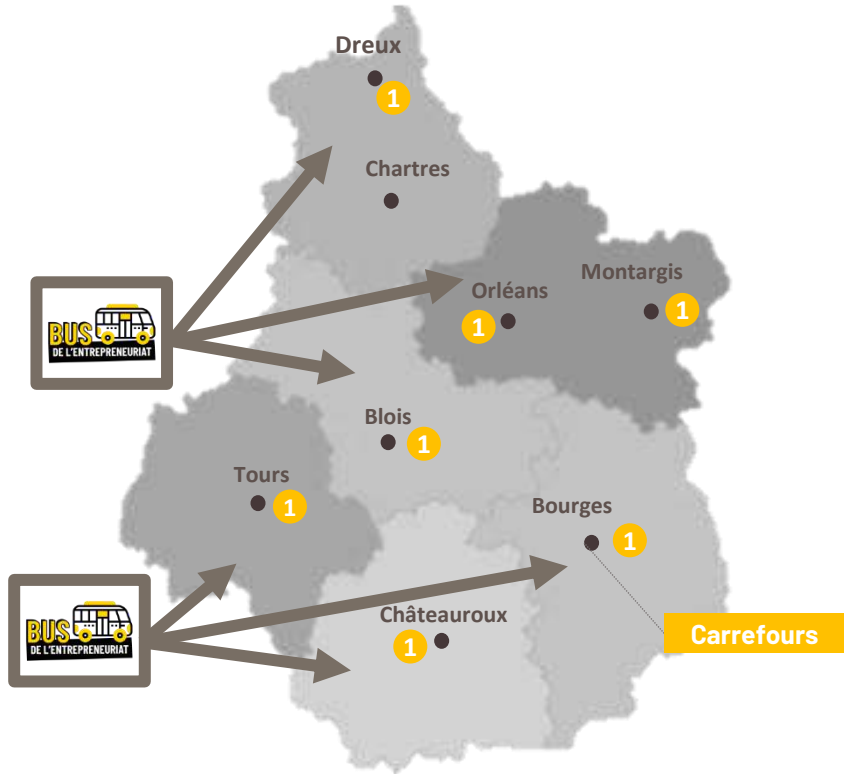 Dreux
1
Chartres
Orléans
1
Montargis
1
BUS
DE L'ENTREPRENEURIAT
Blois
1
Tours
1
Bourges
1
BUS
DE L'ENTREPRENEURIAT
Châteauroux
1
Carrefours